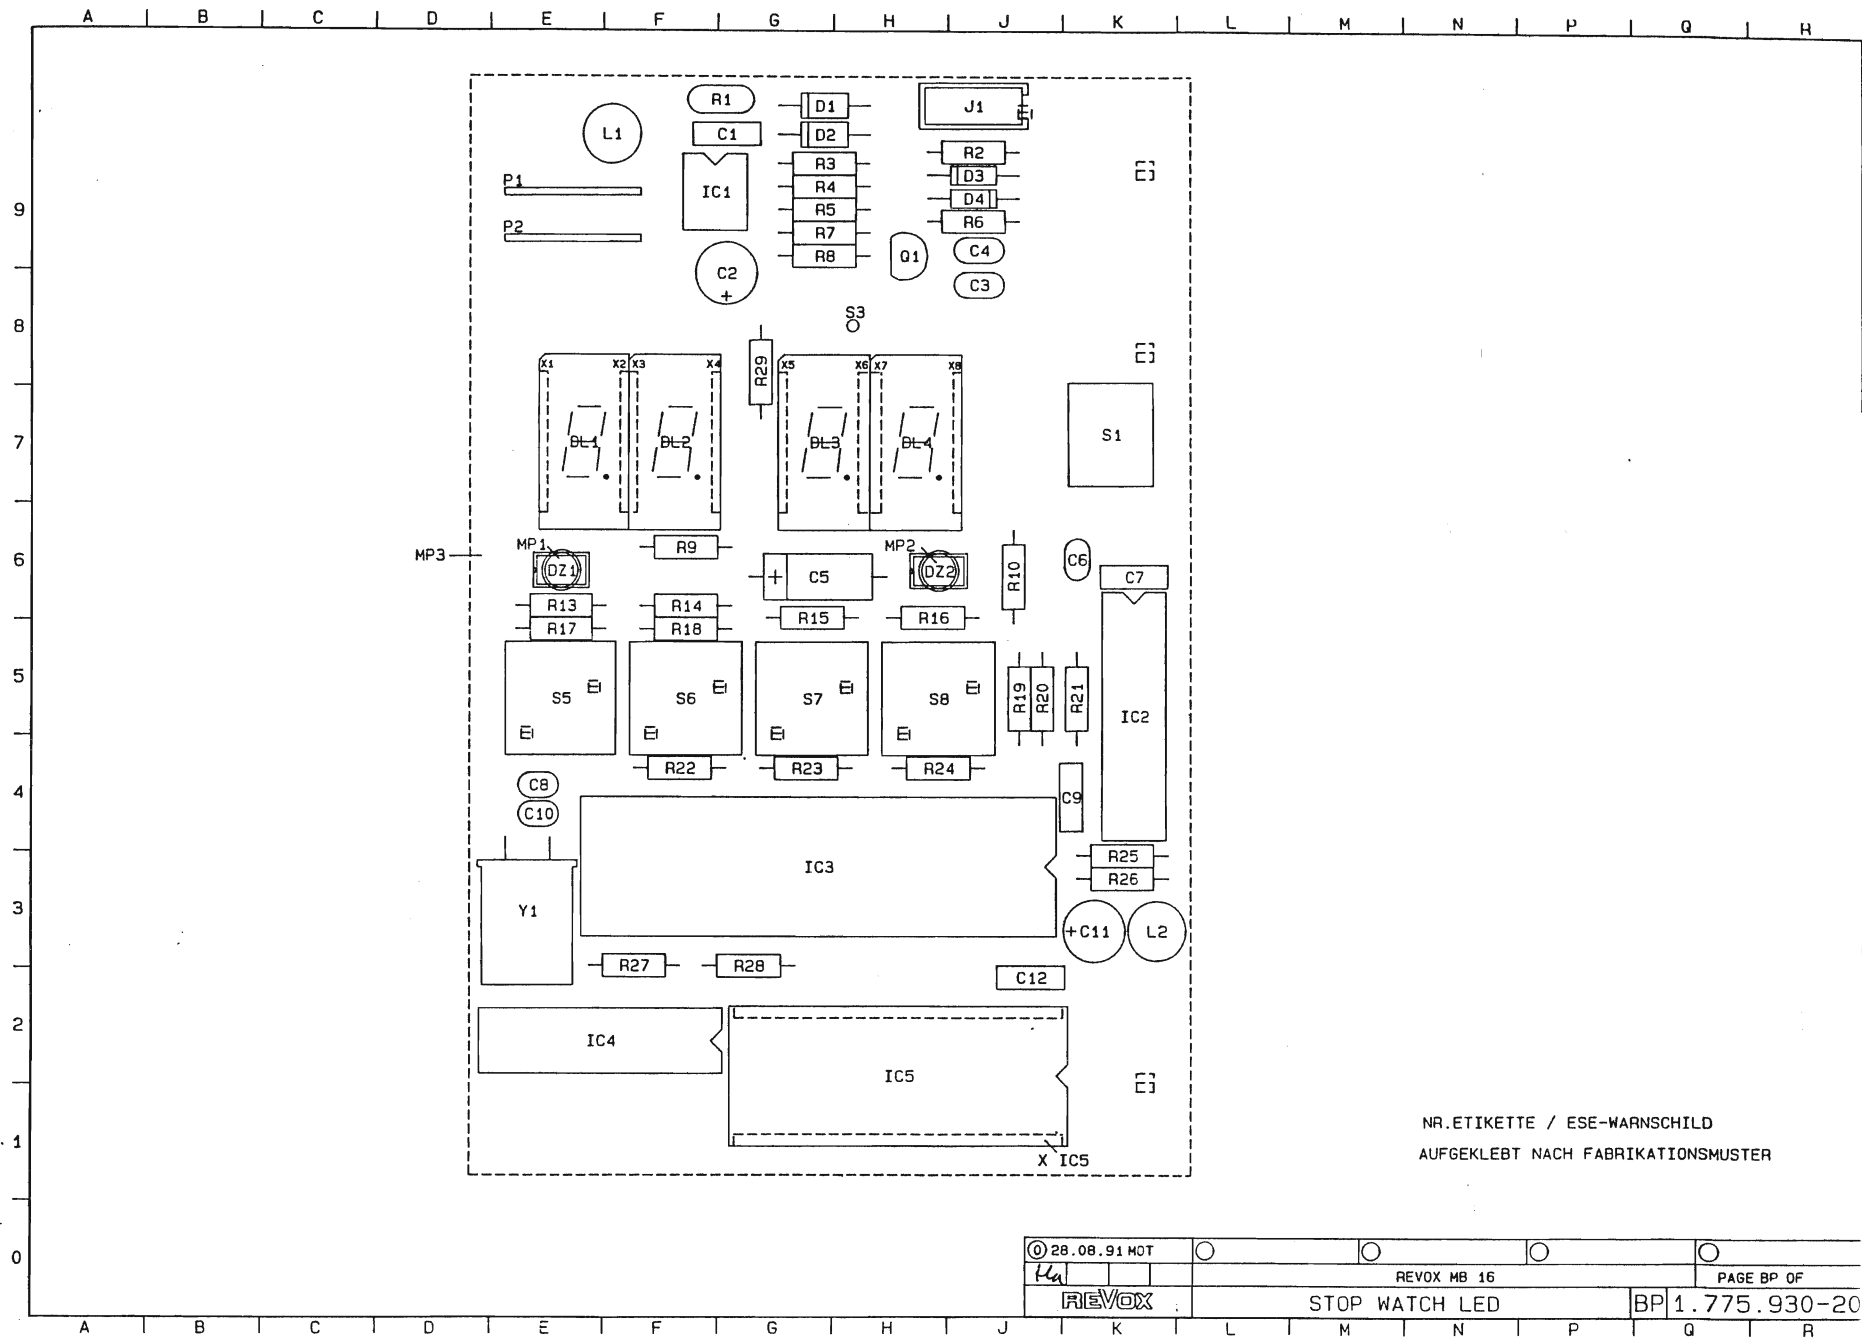 A B C D E F G H J K L M N P Q R
R1 D1 J1
L1 C1 D2
R2
R3
D3
P1 IC1 R4
D4
9 R5
R6
P2 R7
C4
R8 Q1
C2
+
C3
S3
8
X1 X2 X3 X4 R29 X5 X6 X7 X8
7 DL1 DL2 DL3 DL4 S1
MP3 MP1 R9 MP2
6 C6
DZ1 + C5 DZ2 R10 C7
R13 R14 R15 R16
R17 R18
5
S5 S6 S7 S8 R19 R20 R21
IC2
R22 R23 R24
4 C8
C9
C10
IC3 R25
R26
3 Y1
+C11 L2
R27 R28
C12
2
IC4
IC5
1
X IC5
NR.ETIKETTE / ESE-WARNSCHILD
AUFGEKLEBT NACH FABRIKATIONSMUSTER
0
0 28.08.91 MOT
REVOX MB 16 PAGE BP OF
REVOX STOP WATCH LED BP 1.775.930-20
A B C D E F G H J K L M N P Q R